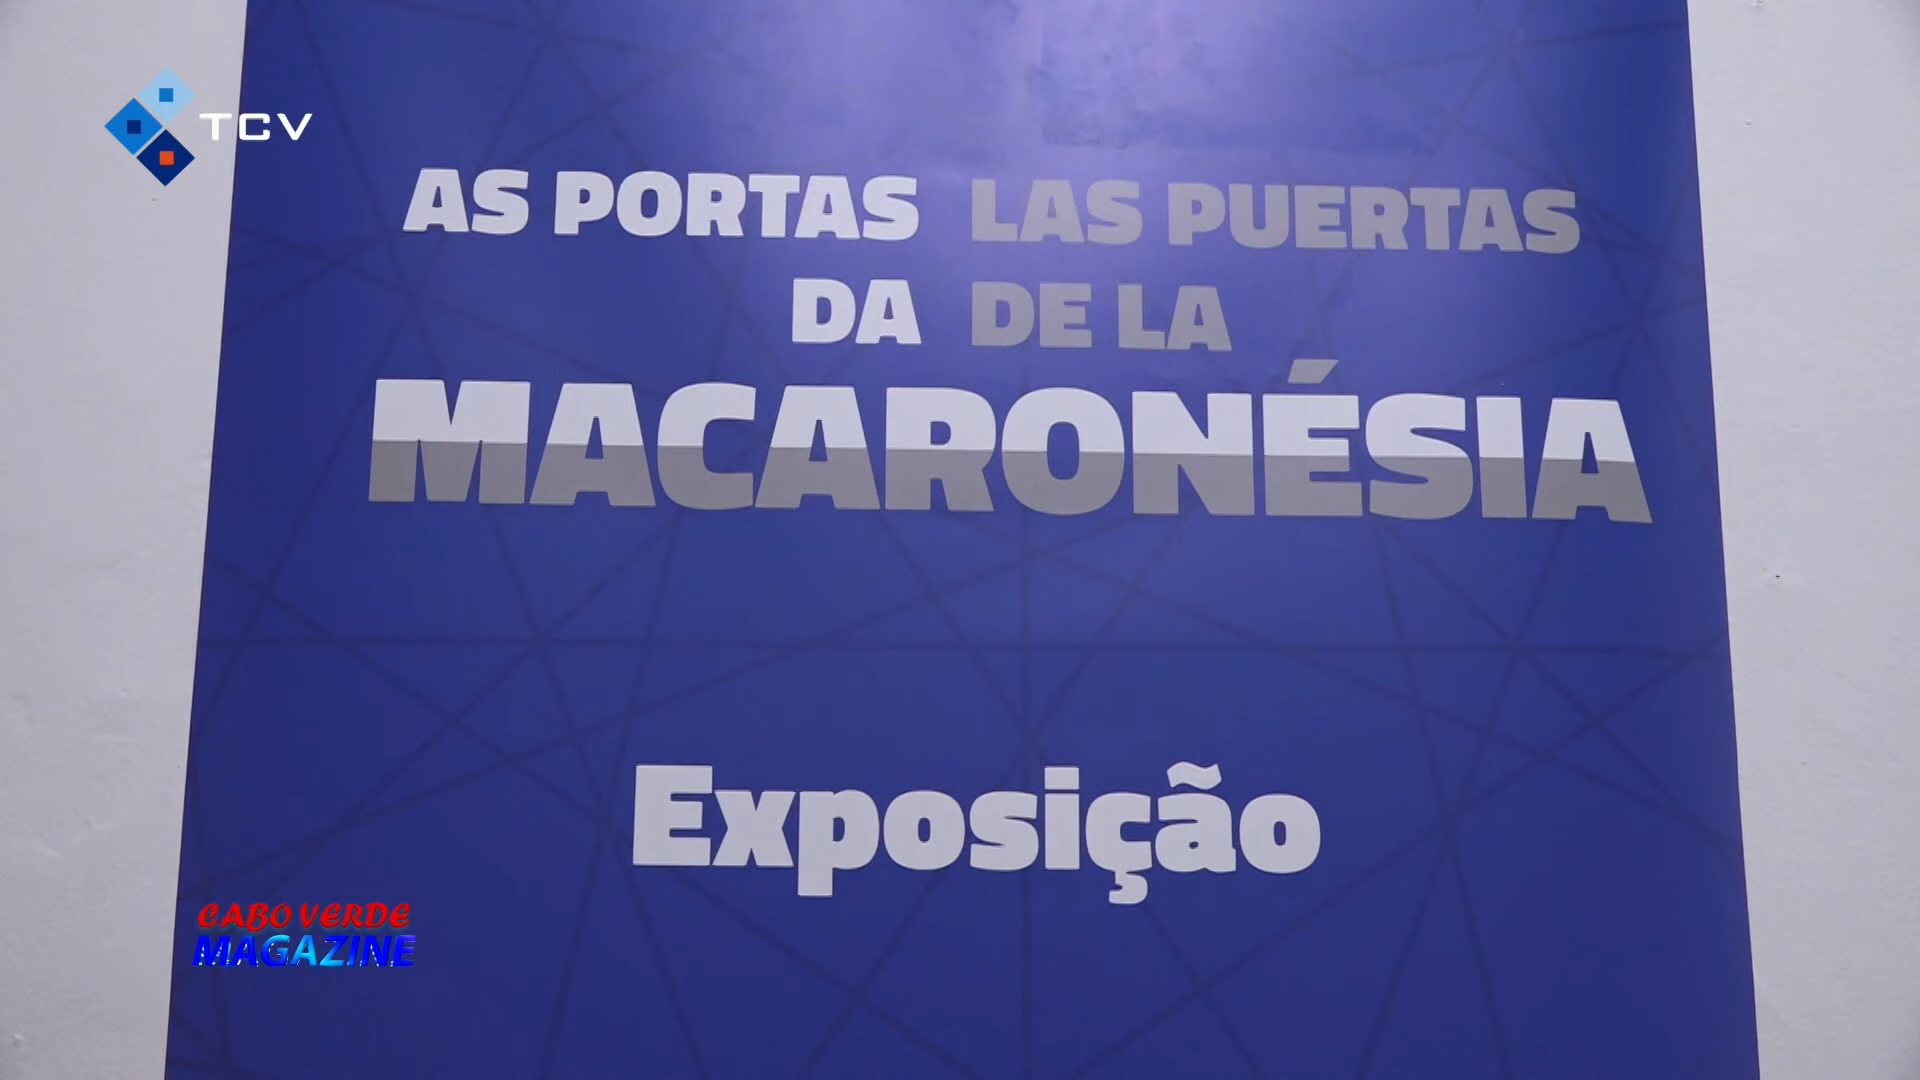 TCV
AS PORTAS LAS PUERTAS
DA DE LA
MACARONÉSIA
Exposição
CABO VERDE
MAGAZINE